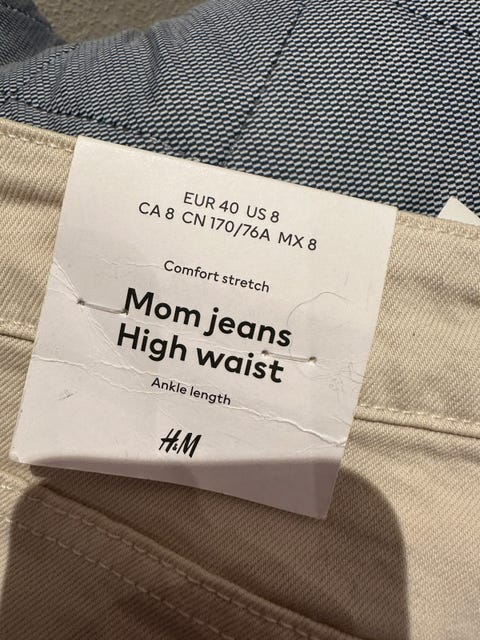 EUR 40 US 8
CA 8 CN 170/76A MX 8
Comfort stretch
Mom jeans
High waist
Ankle length
H&M